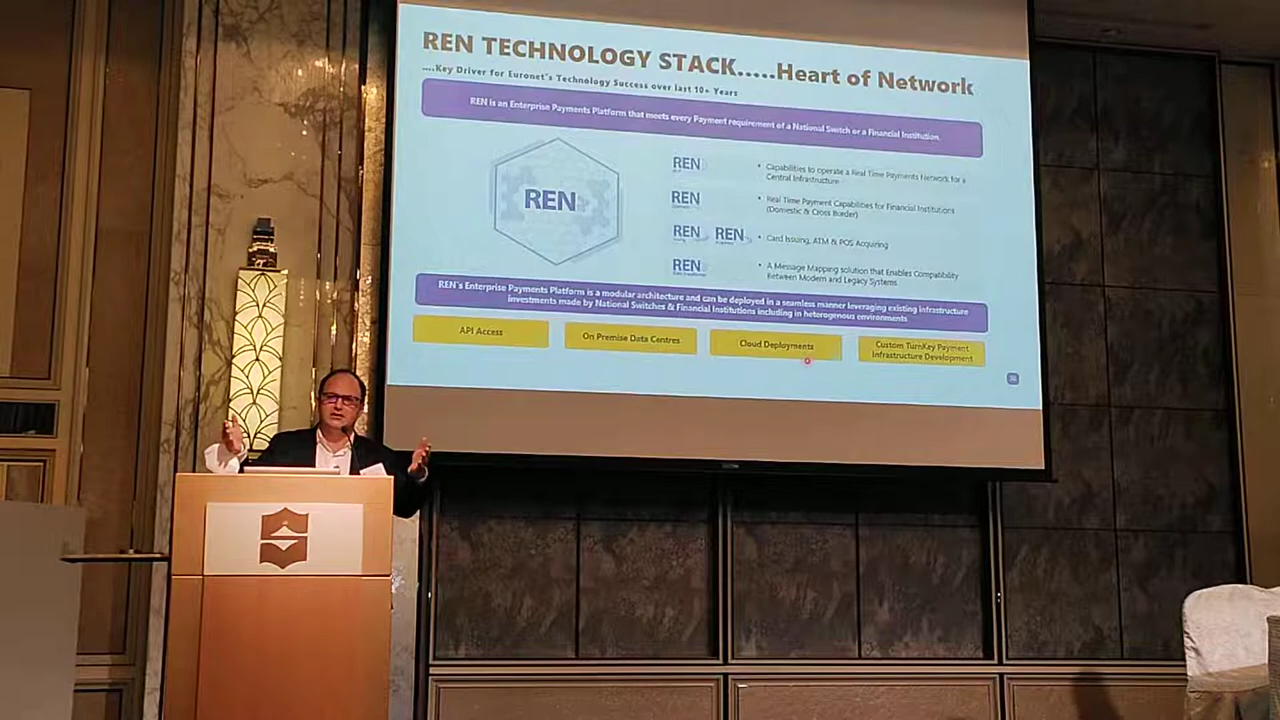 REN TECHNOLOGY STACK.....Heart of Network
....Key Driver for Euronet's Technology Success over last 10+ Years
REN is an Enterprise Payments Platform that meets every Payment requirement of a National Switch or a Financial Institution.
REN
REN
• Capabilities to operate a Real Time Payments Network for a
Central Infrastructure
REN
• Real Time Payment Capabilities for Financial Institutions
(Domestic & Cross Border)
REN REN
• Card Issuing, ATM & POS Acquiring
REN
• A Message Mapping solution that Enables Compatibility
Between Modern and Legacy Systems
REN's Enterprise Payments Platform is a modular architecture and can be deployed in a seamless manner leveraging existing infrastructure
investments made by National Switches & Financial Institutions including in heterogenous environments
API Access
On Premise Data Centres
Cloud Deployments
Custom TurnKey Payment
Infrastructure Development